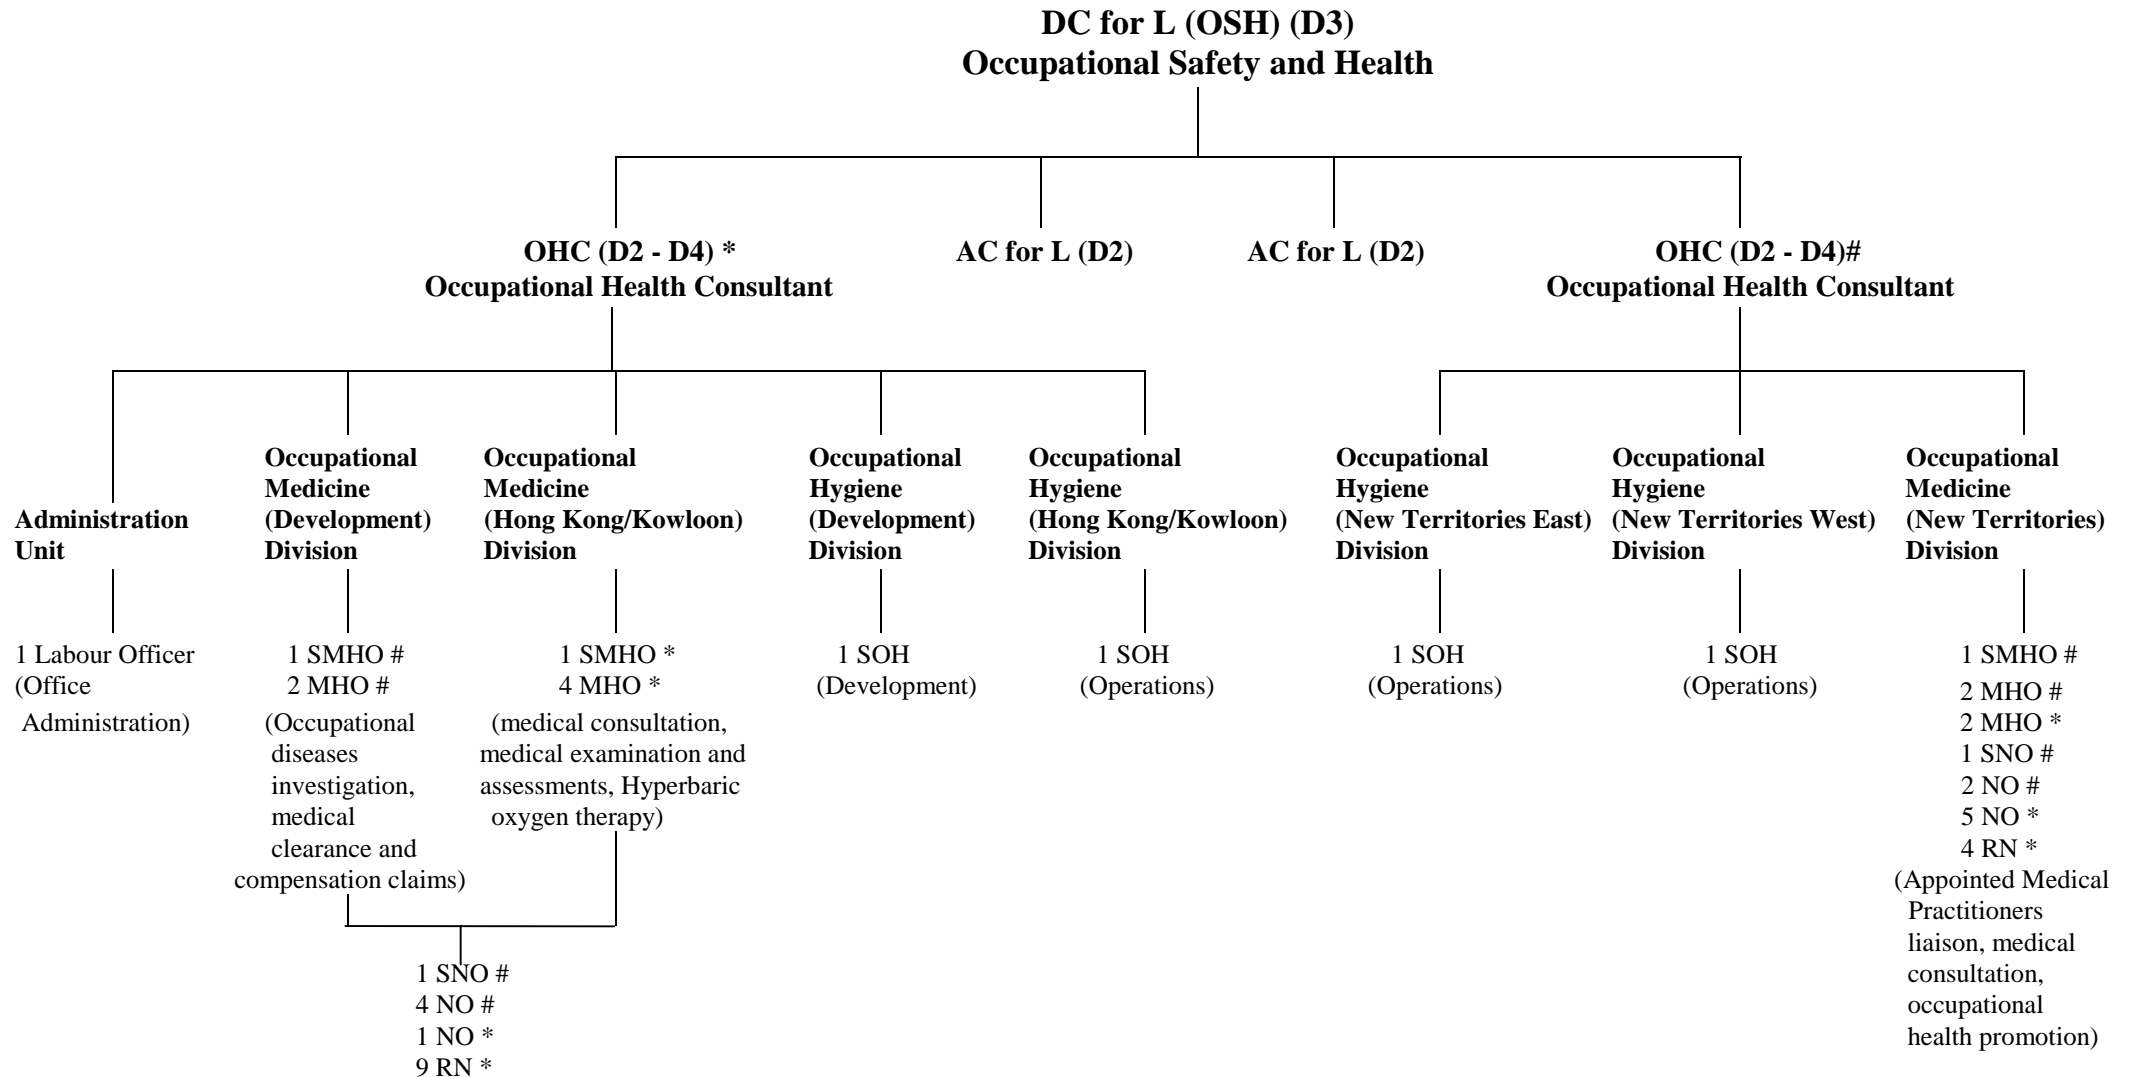 DC for L (OSH) (D3)
Occupational Safety and Health
OHC (D2 - D4) *
Occupational Health Consultant
AC for L (D2)
AC for L (D2)
OHC (D2 - D4)#
Occupational Health Consultant
Administration
Unit
Occupational
Medicine
(Development)
Division
Occupational
Medicine
(Hong Kong/Kowloon)
Division
Occupational
Hygiene
(Development)
Division
Occupational
Hygiene
(Hong Kong/Kowloon)
Division
Occupational
Hygiene
(New Territories East)
Division
Occupational
Hygiene
(New Territories West)
Division
Occupational
Medicine
(New Territories)
Division
1 Labour Officer
(Office
Administration)
1 SMHO #
2 MHO #
(Occupational
diseases
investigation,
medical
clearance and
compensation claims)
1 SMHO *
4 MHO *
(medical consultation,
medical examination and
assessments, Hyperbaric
oxygen therapy)
1 SNO #
4 NO #
1 NO *
9 RN *
1 SOH
(Development)
1 SOH
(Operations)
1 SOH
(Operations)
1 SOH
(Operations)
1 SMHO #
2 MHO #
2 MHO *
1 SNO #
2 NO #
5 NO *
4 RN *
(Appointed Medical
Practitioners
liaison, medical
consultation,
occupational
health promotion)